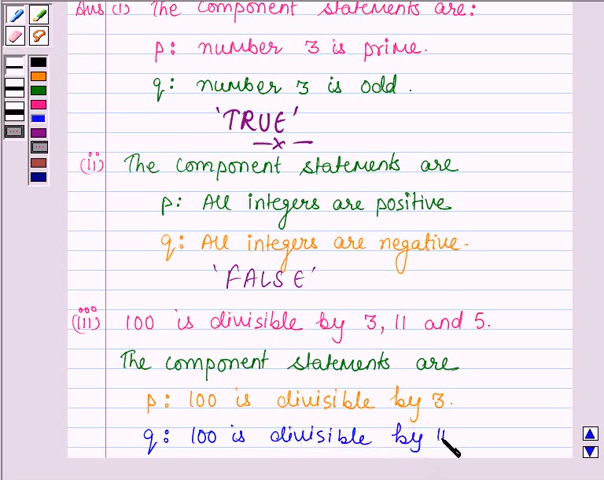 Ans (i) The component statements are:
p: number 3 is prime.
q: number 3 is odd.
'TRUE'
—x—
(ii) The component statements are
p: All integers are positive
q: All integers are negative.
'FALSE'
(iii) 100 is divisible by 3, 11 and 5.
The component statements are
p: 100 is divisible by 3.
q: 100 is divisible by 11